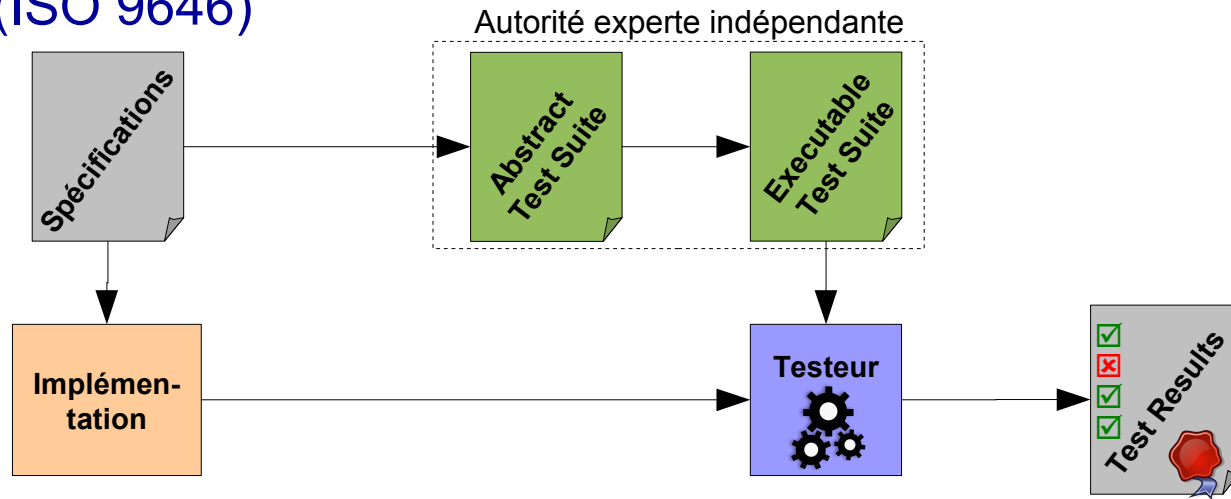 (ISO 9646)
Autorité experte indépendante
Spécifications
Abstract
Test Suite
Executable
Test Suite
Implémen-
tation
Testeur
Test Results